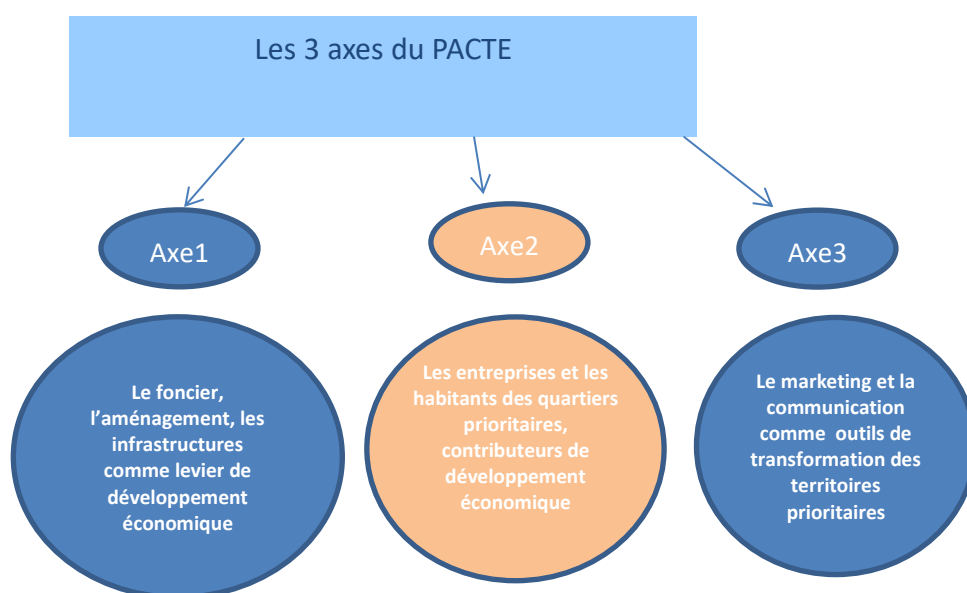 Les 3 axes du PACTE
Axe1
Axe2
Axe3
Le foncier,
l’aménagement, les
infrastructures
comme levier de
développement
économique
Les entreprises et les
habitants des quartiers
prioritaires,
contributeurs de
développement
économique
Le marketing et la
communication
comme outils de
transformation des
territoires
prioritaires